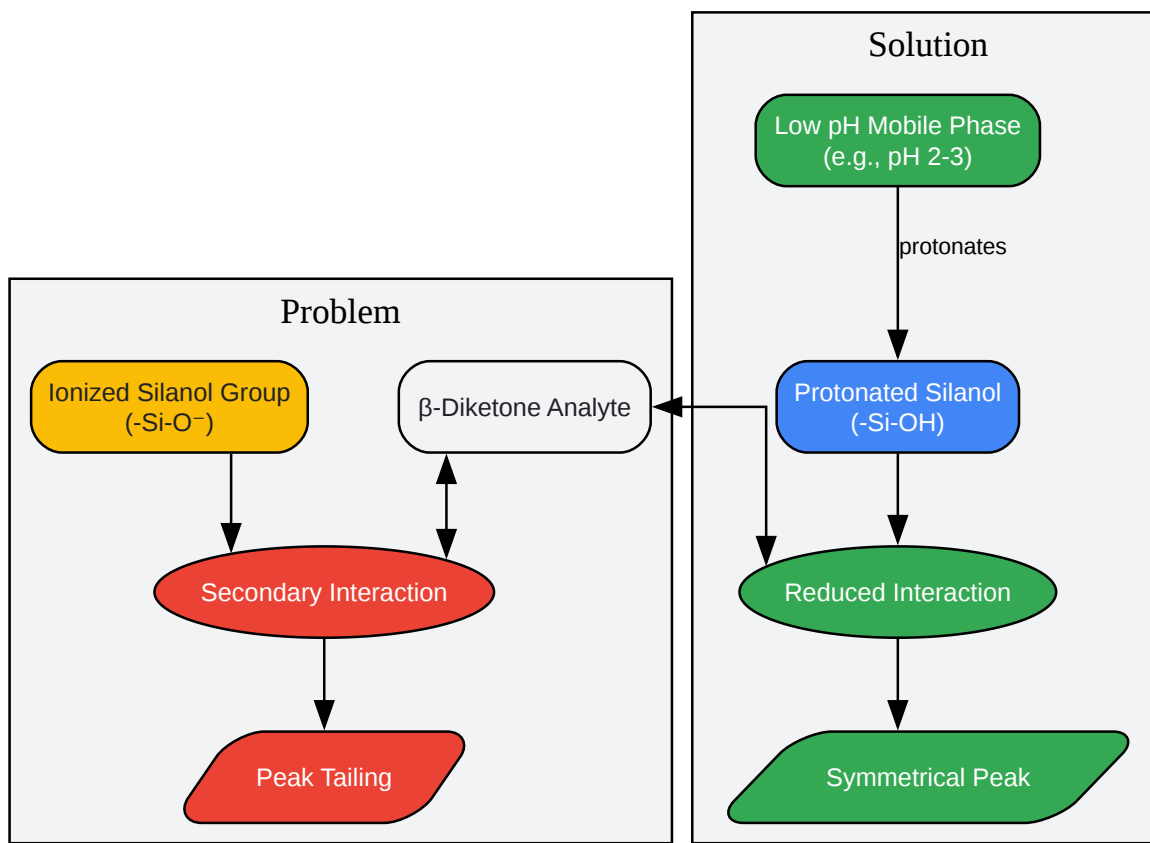 Problem
Ionized Silanol Group
(-Si-O⁻)
β-Diketone Analyte
Secondary Interaction
Peak Tailing
Solution
Low pH Mobile Phase
(e.g., pH 2-3)
protonates
Protonated Silanol
(-Si-OH)
Reduced Interaction
Symmetrical Peak